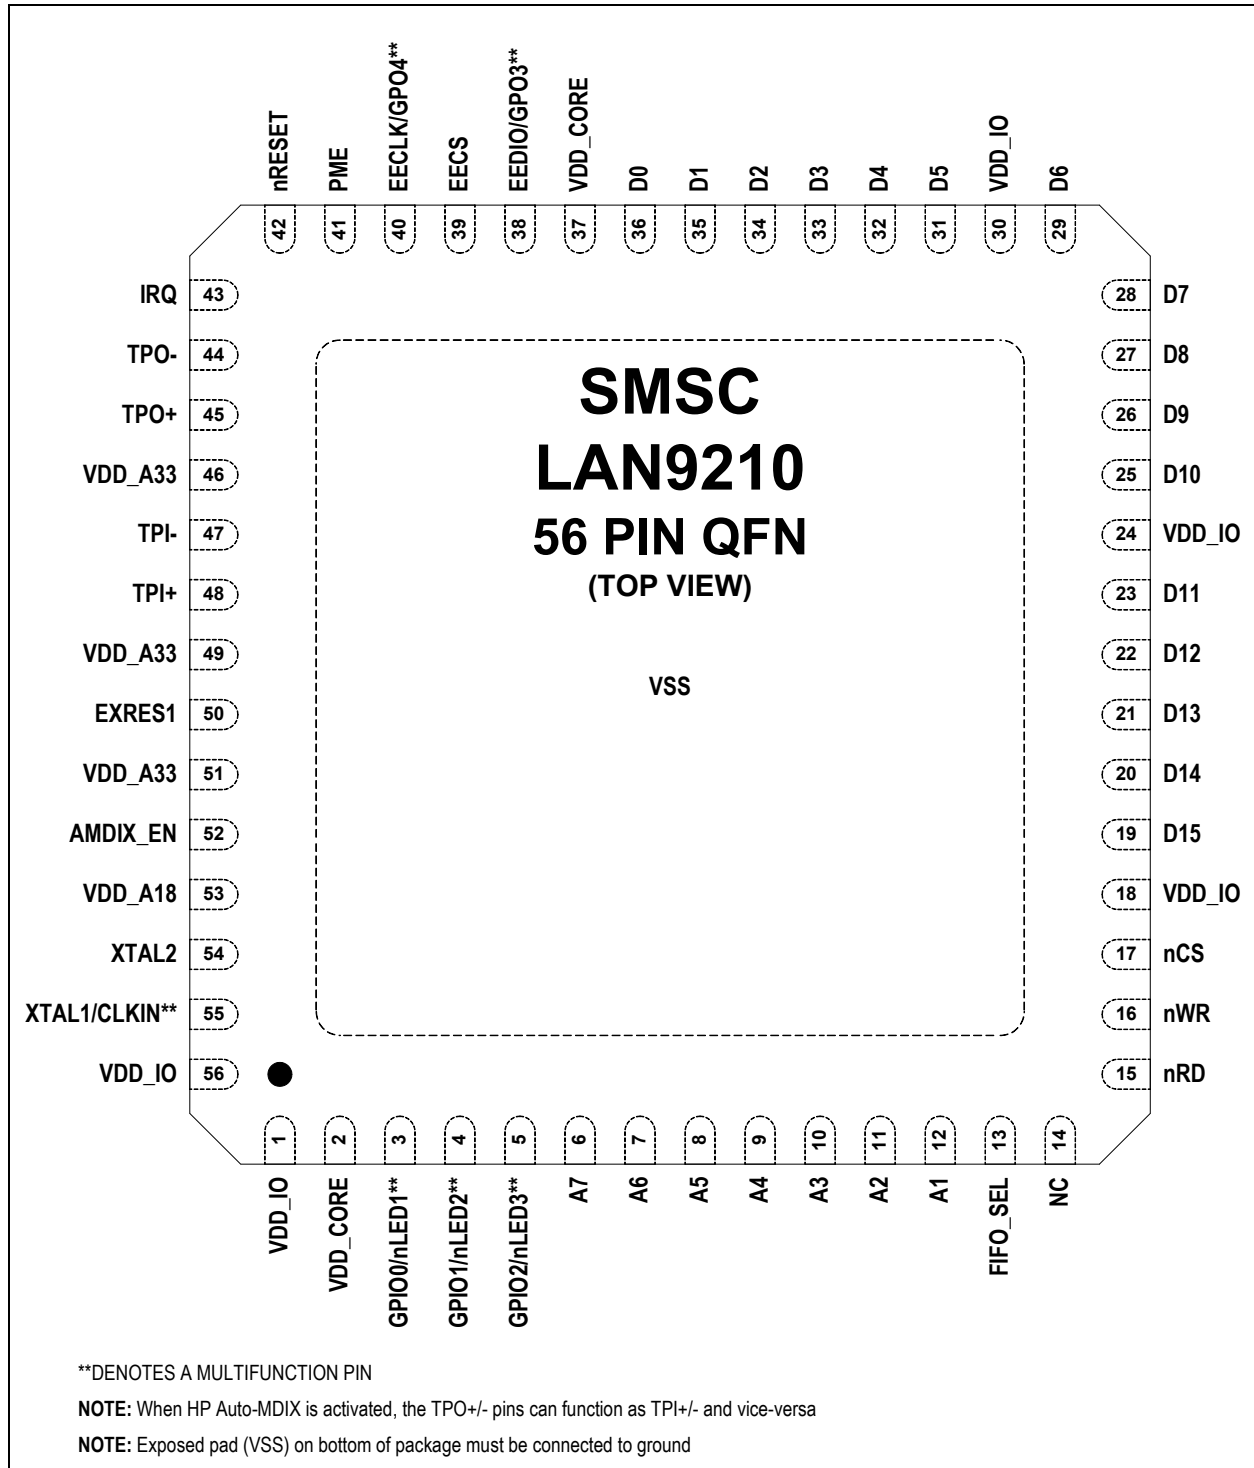 nRESET
PME
EECLK/GPO4**
EECS
EEDIO/GPO3**
VDD_CORE
D0
D1
D2
D3
D4
D5
VDD_IO
D6
42
41
40
39
38
37
36
35
34
33
32
31
30
29
IRQ 43
TPO- 44
TPO+ 45
VDD_A33 46
TPI- 47
TPI+ 48
VDD_A33 49
EXRES1 50
VDD_A33 51
AMDIX_EN 52
VDD_A18 53
XTAL2 54
XTAL1/CLKIN** 55
VDD_IO 56
SMSC
LAN9210
56 PIN QFN
(TOP VIEW)
VSS
28 D7
27 D8
26 D9
25 D10
24 VDD_IO
23 D11
22 D12
21 D13
20 D14
19 D15
18 VDD_IO
17 nCS
16 nWR
15 nRD
1
2
3
4
5
6
7
8
9
10
11
12
13
14
VDD_IO
VDD_CORE
GPIO0/nLED1**
GPIO1/nLED2**
GPIO2/nLED3**
A7
A6
A5
A4
A3
A2
A1
FIFO_SEL
NC
**DENOTES A MULTIFUNCTION PIN
NOTE: When HP Auto-MDIX is activated, the TPO+/- pins can function as TPI+/- and vice-versa
NOTE: Exposed pad (VSS) on bottom of package must be connected to ground